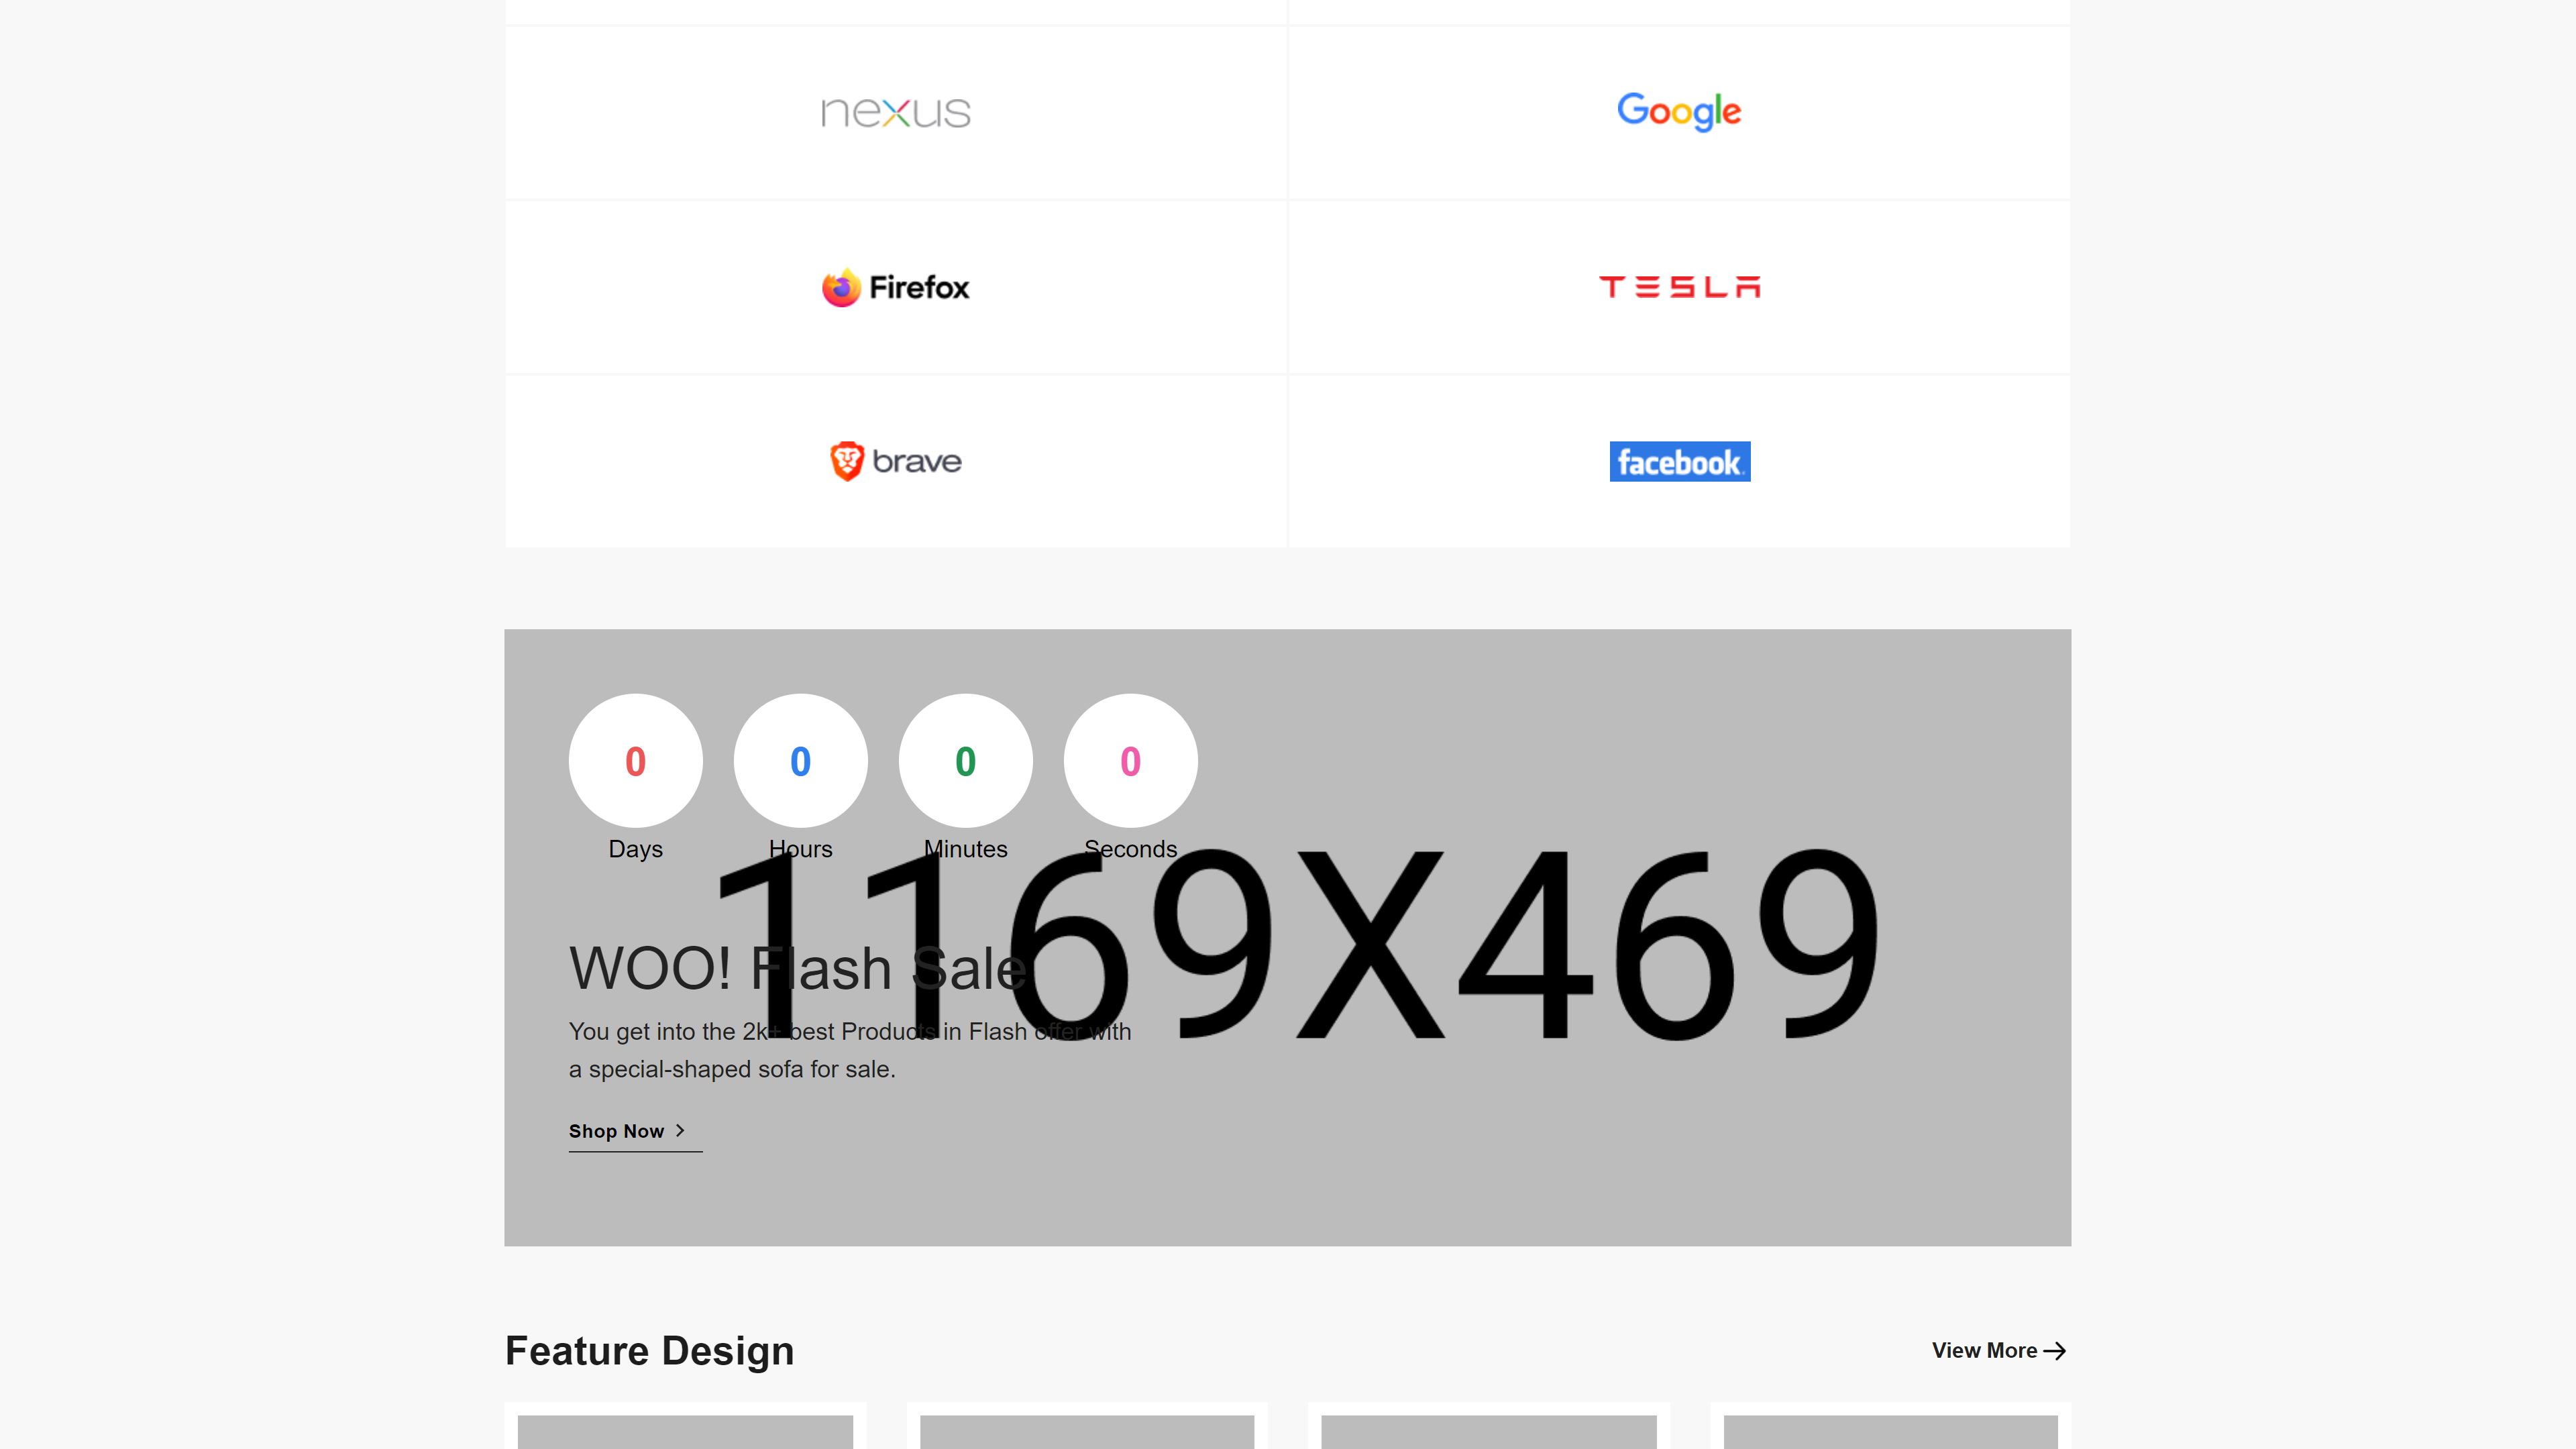 nexus
Google
Firefox
TESLA
brave
facebook
0 0 0 0
Days Hours Minutes Seconds
1169X469
WOO! Flash Sale
You get into the 2k+ best Products in Flash offer with
a special-shaped sofa for sale.
Shop Now
Feature Design
View More